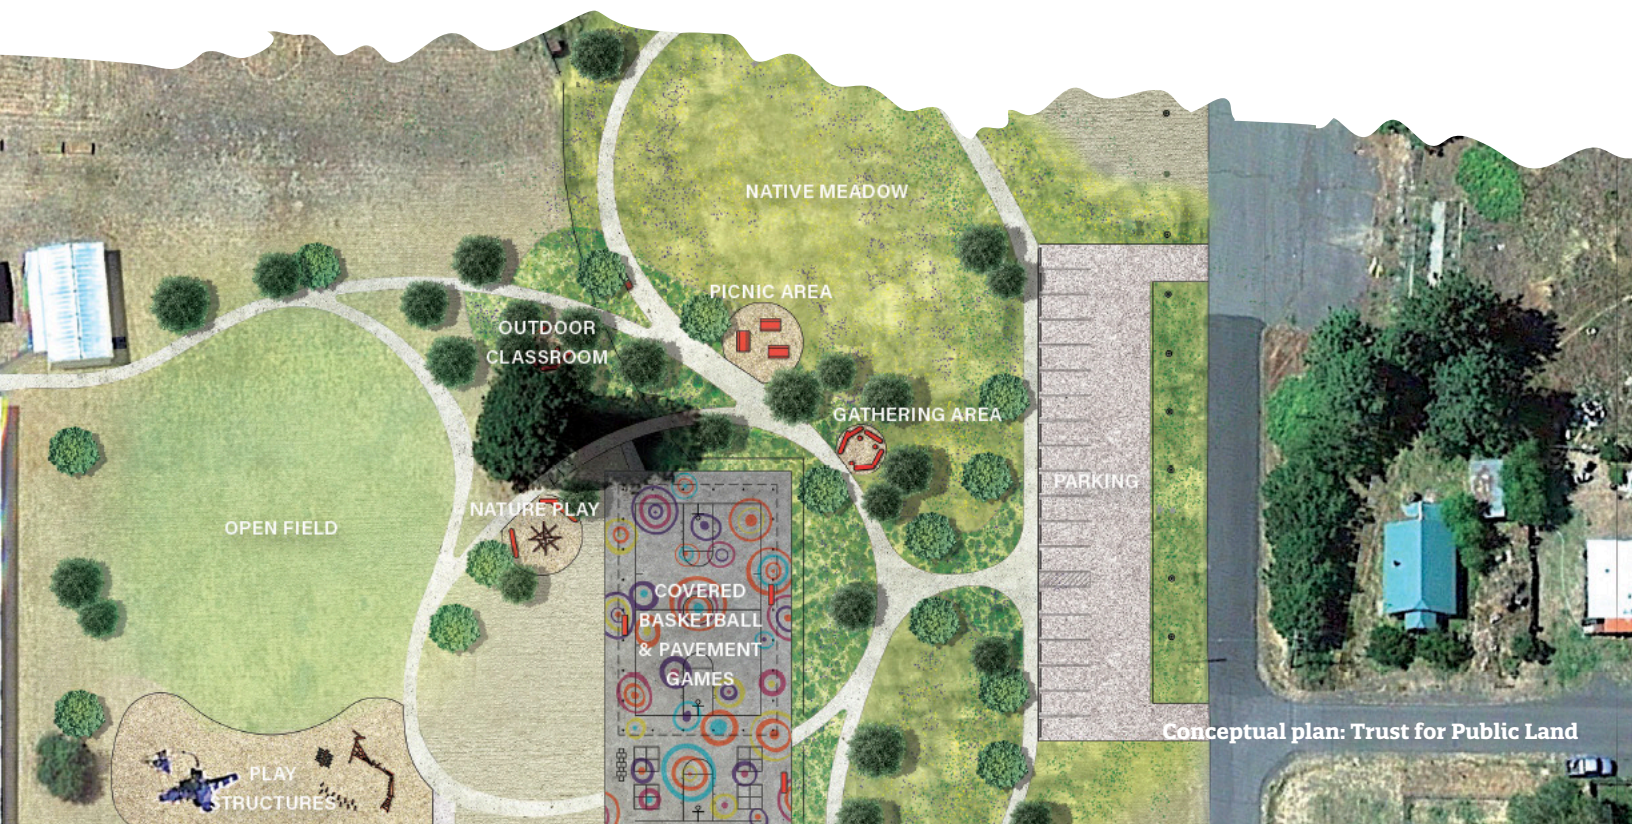 NATIVE MEADOW
PICNIC AREA
OUTDOOR
CLASSROOM
GATHERING AREA
PARKING
NATURE PLAY
OPEN FIELD
COVERED
BASKETBALL
& PAVEMENT
GAMES
Conceptual plan: Trust for Public Land
PLAY
STRUCTURES